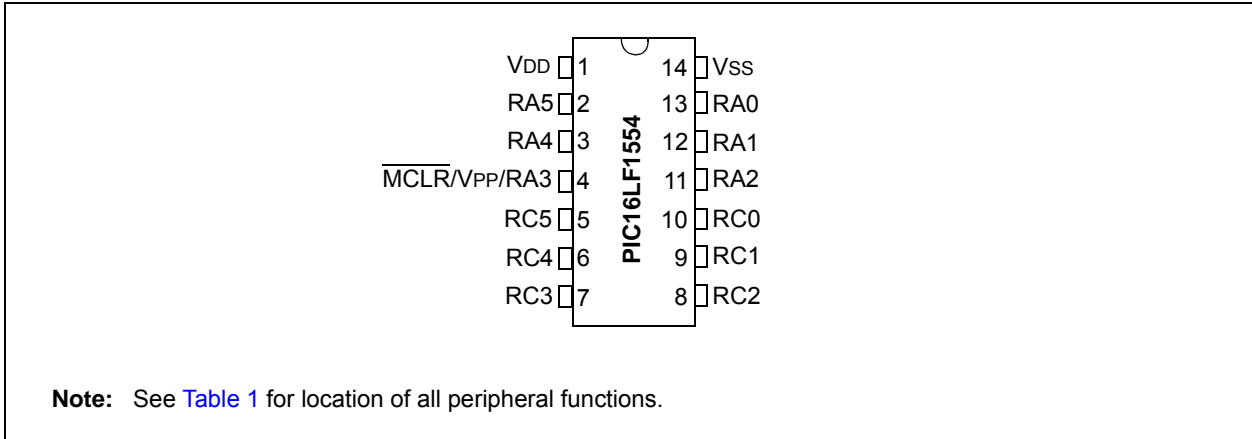 VDD 1 14 VSS
RA5 2 13 RA0
RA4 3 12 RA1
MCLR/VPP/RA3 4 11 RA2
RC5 5 10 RC0
RC4 6 9 RC1
RC3 7 8 RC2
PIC16LF1554
Note: See Table 1 for location of all peripheral functions.